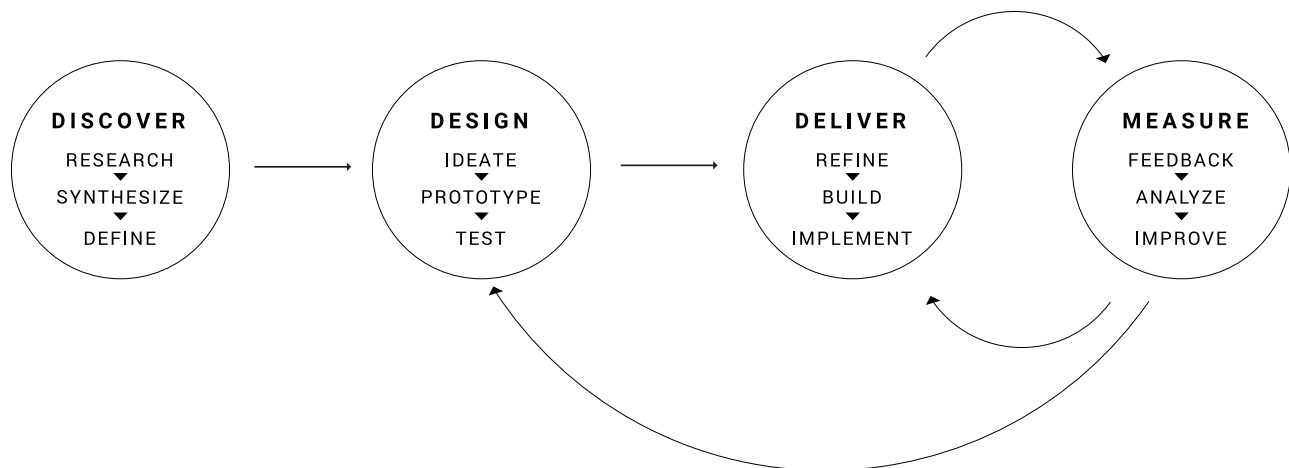 DISCOVER
RESEARCH
SYNTHESIZE
DEFINE
DESIGN
IDEATE
PROTOTYPE
TEST
DELIVER
REFINE
BUILD
IMPLEMENT
MEASURE
FEEDBACK
ANALYZE
IMPROVE